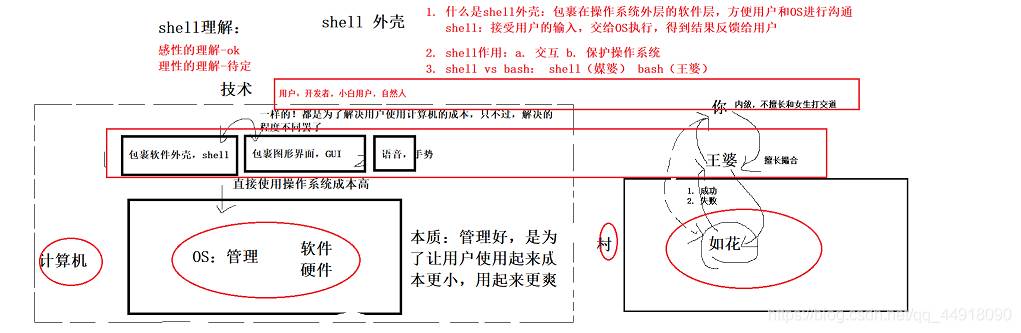 shell理解：
感性的理解-ok
理性的理解-待定
shell 外壳
1. 什么是shell外壳：包裹在操作系统外层的软件层，方便用户和OS进行沟通
shell：接受用户的输入，交给OS执行，得到结果反馈给用户
2. shell作用：a. 交互 b. 保护操作系统
3. shell vs bash： shell（媒婆） bash（王婆）
技术
用户，开发者，小白用户，自然人
你
内敛，不擅长和女生打交道
一样的！都是为了解决用户使用计算机的成本，只不过，解决的
程度不同罢了
包裹软件外壳，shell
包裹图形界面，GUI
语音，手势
王婆
擅长撮合
直接使用操作系统成本高
1. 成功
2. 失败
计算机
OS：管理
软件
硬件
本质：管理好，是为
了让用户使用起来成
本更小，用起来更爽
村
如花
https://blog.csdn.net/qq_44918090